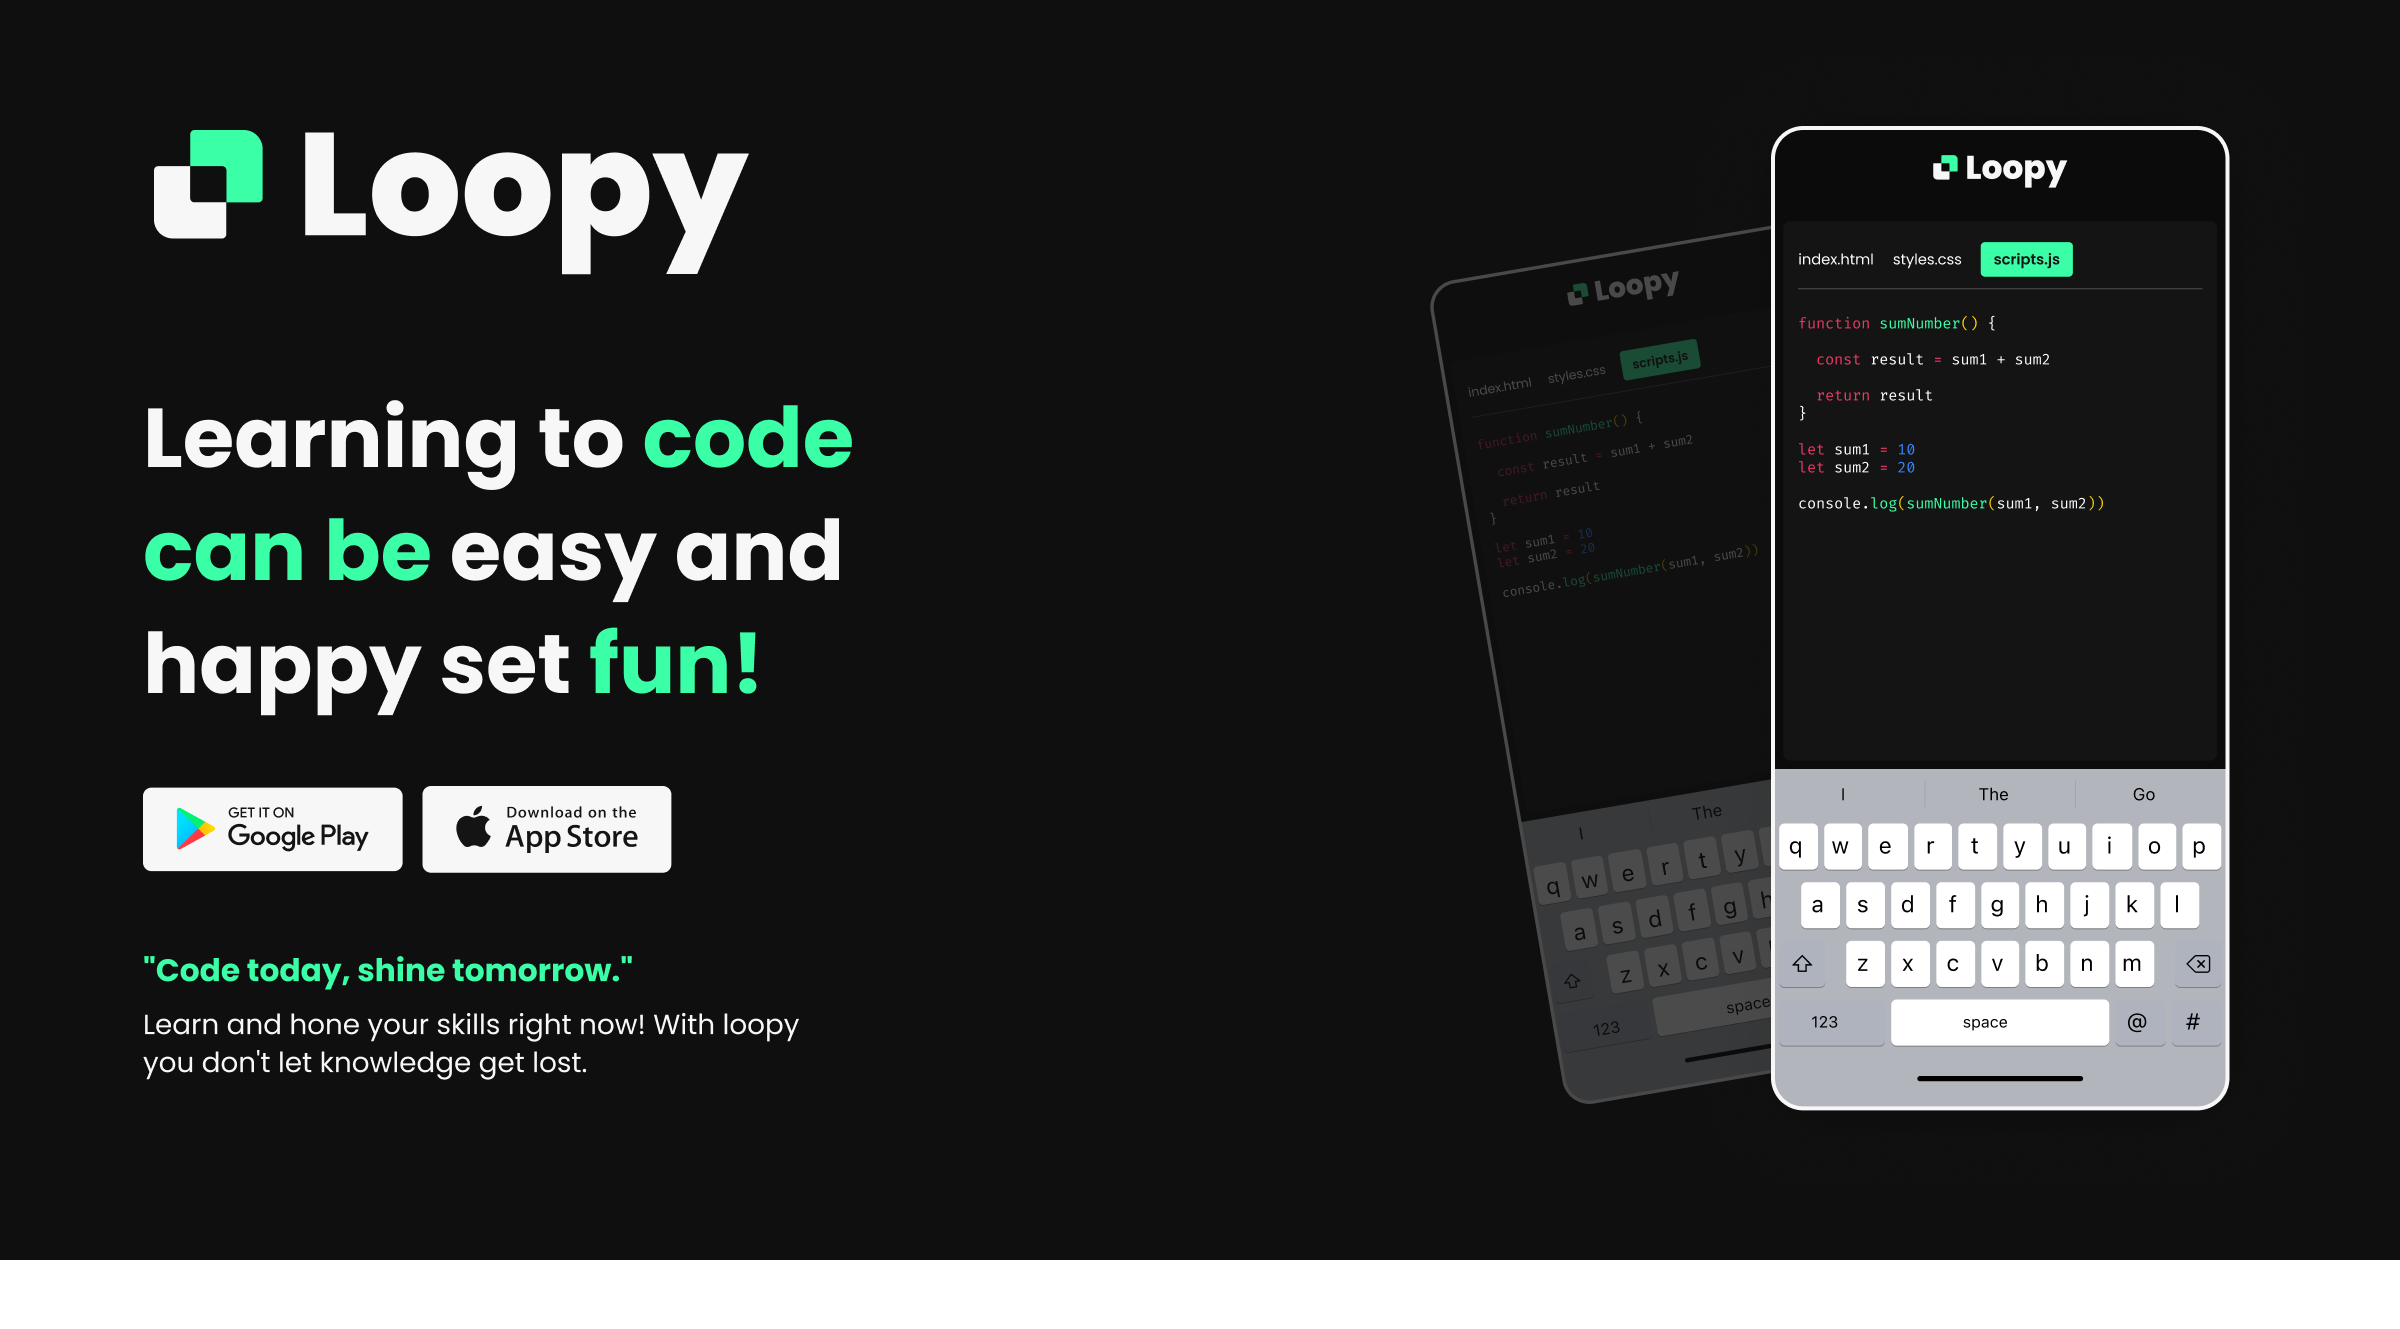 Loopy
Learning to code
can be easy and
happy set fun!
GET IT ON
Google Play
Download on the
App Store
"Code today, shine tomorrow."
Learn and hone your skills right now! With loopy
you don't let knowledge get lost.
Loopy
index.html styles.css scripts.js
function sumNumber() {
const result = sum1 + sum2
return result
}
let sum1 = 10
let sum2 = 20
console.log(sumNumber(sum1, sum2))
I The
q w e r t y
a s d f g h
z x c v
123 space
Loopy
index.html styles.css scripts.js
function sumNumber() {
const result = sum1 + sum2
return result
}
let sum1 = 10
let sum2 = 20
console.log(sumNumber(sum1, sum2))
I The Go
q w e r t y u i o p
a s d f g h j k l
z x c v b n m
123 space @ #